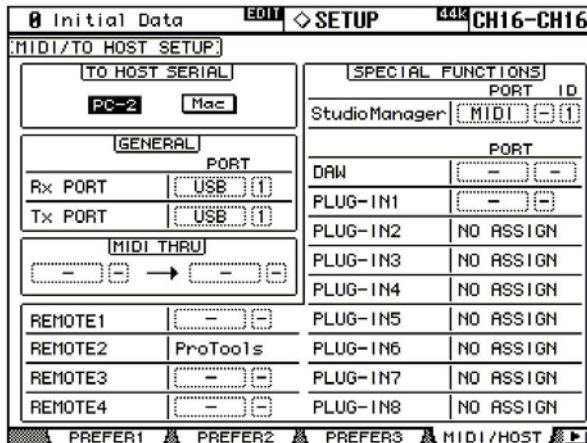 0 Initial Data EDIT ◇SETUP 44k CH16-CH16
MIDI/TO HOST SETUP
TO HOST SERIAL
PC-2 Mac
GENERAL
PORT
Rx PORT USB 1
Tx PORT USB 1
MIDI THRU
– – → – –
REMOTE1 – –
REMOTE2 ProTools
REMOTE3 – –
REMOTE4 – –
SPECIAL FUNCTIONS
PORT ID
StudioManager MIDI – 1
PORT
DAW – –
PLUG-IN1 – –
PLUG-IN2 NO ASSIGN
PLUG-IN3 NO ASSIGN
PLUG-IN4 NO ASSIGN
PLUG-IN5 NO ASSIGN
PLUG-IN6 NO ASSIGN
PLUG-IN7 NO ASSIGN
PLUG-IN8 NO ASSIGN
PREFER1 PREFER2 PREFER3 MIDI/HOST